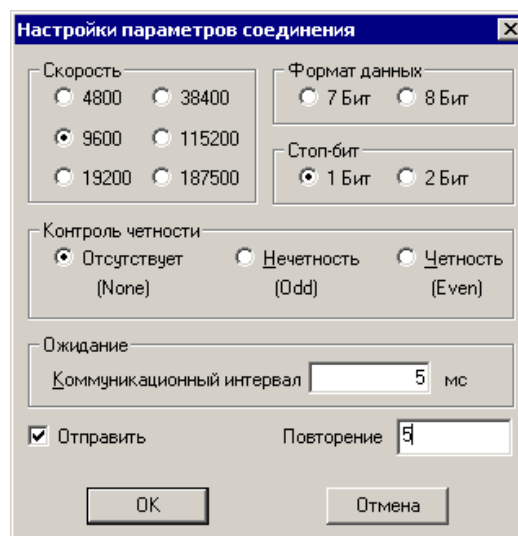 Настройки параметров соединения
Скорость
Формат данных
4800 38400
7 Бит 8 Бит
9600 115200
Стоп-бит
19200 187500
1 Бит 2 Бит
Контроль четности
Отсутствует Нечетность Четность
(None) (Odd) (Even)
Ожидание
Коммуникационный интервал 5 мс
Отправить Повторение 5
OK Отмена